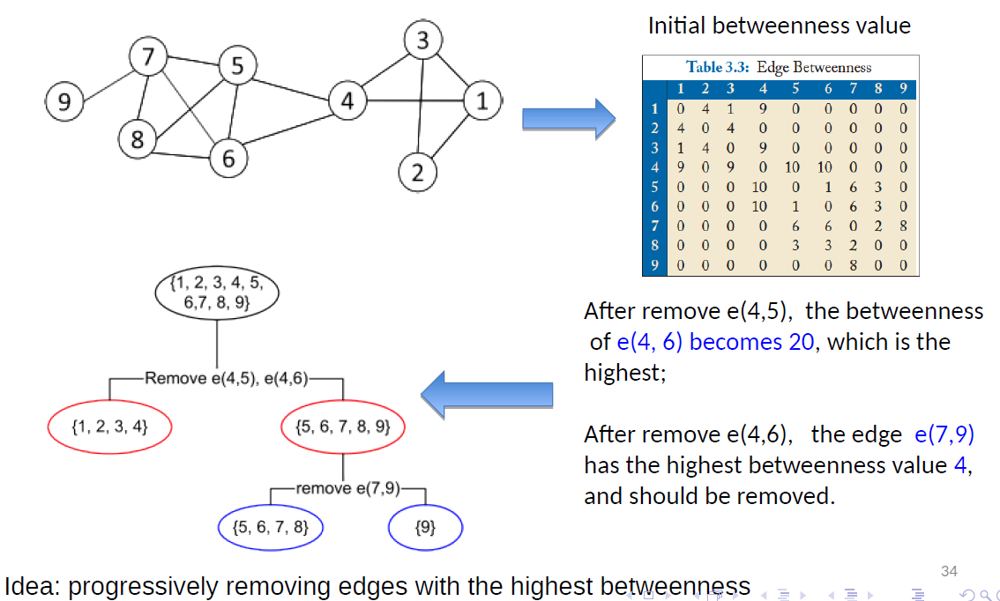 Initial betweenness value
Table 3.3: Edge Betweenness
1 2 3 4 5 6 7 8 9
1 0 4 1 9 0 0 0 0 0
2 4 0 4 0 0 0 0 0 0
3 1 4 0 9 0 0 0 0 0
4 9 0 9 0 10 10 0 0 0
5 0 0 0 10 0 1 6 3 0
6 0 0 0 10 1 0 6 3 0
7 0 0 0 0 6 6 0 2 8
8 0 0 0 0 3 3 2 0 0
9 0 0 0 0 0 0 8 0 0
3
7
5
9
4
1
8
6
2
After remove e(4,5), the betweenness
of e(4, 6) becomes 20, which is the
highest;
After remove e(4,6), the edge e(7,9)
has the highest betweenness value 4,
and should be removed.
{1, 2, 3, 4, 5,
6,7, 8, 9}
Remove e(4,5), e(4,6)
{1, 2, 3, 4}
{5, 6, 7, 8, 9}
remove e(7,9)
{5, 6, 7, 8}
{9}
34
Idea: progressively removing edges with the highest betweenness